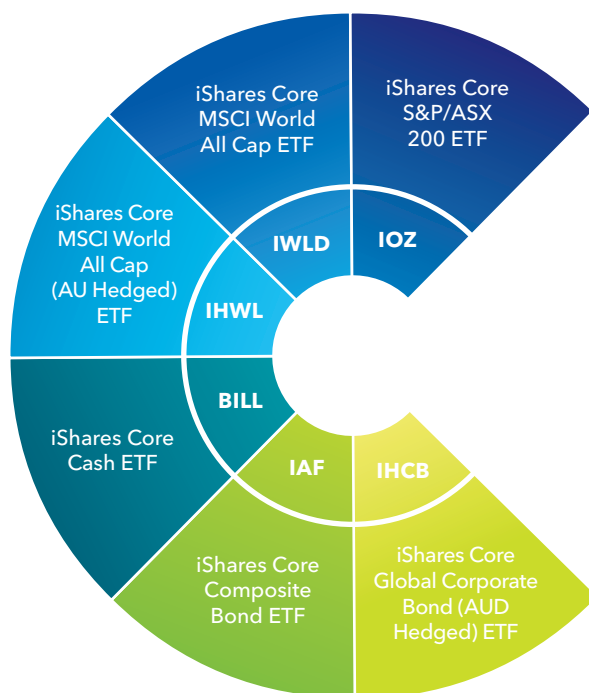 iShares Core
MSCI World
All Cap ETF
iShares Core
S&P/ASX
200 ETF
iShares Core
MSCI World
All Cap
(AU Hedged)
ETF
IWLD
IOZ
IHWL
BILL
IAF
IHCB
iShares Core
Cash ETF
iShares Core
Composite
Bond ETF
iShares Core
Global Corporate
Bond (AUD
Hedged) ETF